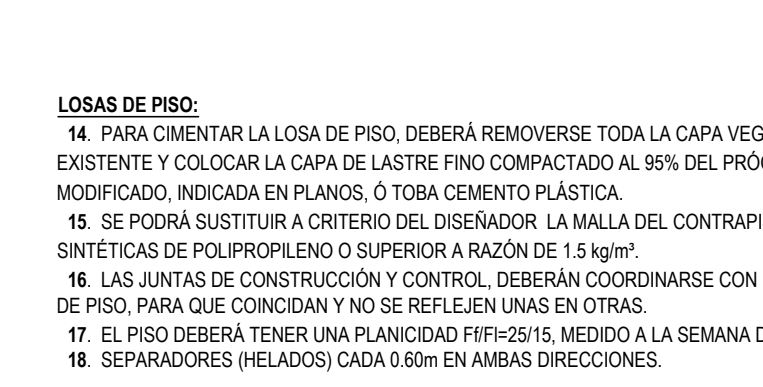 LOSAS DE PISO:
14. PARA CIMENTAR LA LOSA DE PISO, DEBERÁ REMOVERSE TODA LA CAPA VEG
EXISTENTE Y COLOCAR LA CAPA DE LASTRE FINO COMPACTADO AL 95% DEL PRÓC
MODIFICADO, INDICADA EN PLANOS, Ó TOBA CEMENTO PLÁSTICA.
15. SE PODRÁ SUSTITUIR A CRITERIO DEL DISEÑADOR LA MALLA DEL CONTRAPI
SINTÉTICAS DE POLIPROPILENO O SUPERIOR A RAZÓN DE 1.5 kg/m³.
16. LAS JUNTAS DE CONSTRUCCIÓN Y CONTROL, DEBERÁN COORDINARSE CON
DE PISO, PARA QUE COINCIDAN Y NO SE REFLEJEN UNAS EN OTRAS.
17. EL PISO DEBERÁ TENER UNA PLANICIDAD Ff/Fl=25/15, MEDIDO A LA SEMANA D
18. SEPARADORES (HELADOS) CADA 0.60m EN AMBAS DIRECCIONES.